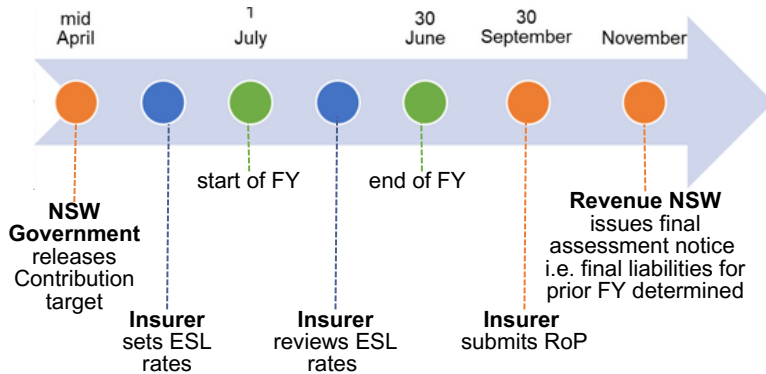 mid
April
1
July
30
June
30
September
November
start of FY
end of FY
NSW
Government
releases
Contribution
target
Insurer
sets ESL
rates
Insurer
reviews ESL
rates
Insurer
submits RoP
Revenue NSW
issues final
assessment notice
i.e. final liabilities for
prior FY determined